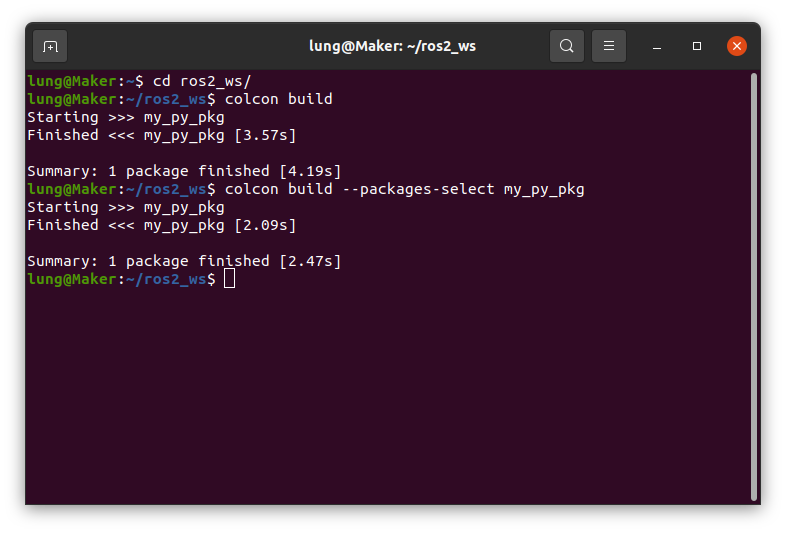 lung@Maker: ~/ros2_ws
lung@Maker:~$ cd ros2_ws/
lung@Maker:~/ros2_ws$ colcon build
Starting >>> my_py_pkg
Finished <<< my_py_pkg [3.57s]
Summary: 1 package finished [4.19s]
lung@Maker:~/ros2_ws$ colcon build --packages-select my_py_pkg
Starting >>> my_py_pkg
Finished <<< my_py_pkg [2.09s]
Summary: 1 package finished [2.47s]
lung@Maker:~/ros2_ws$